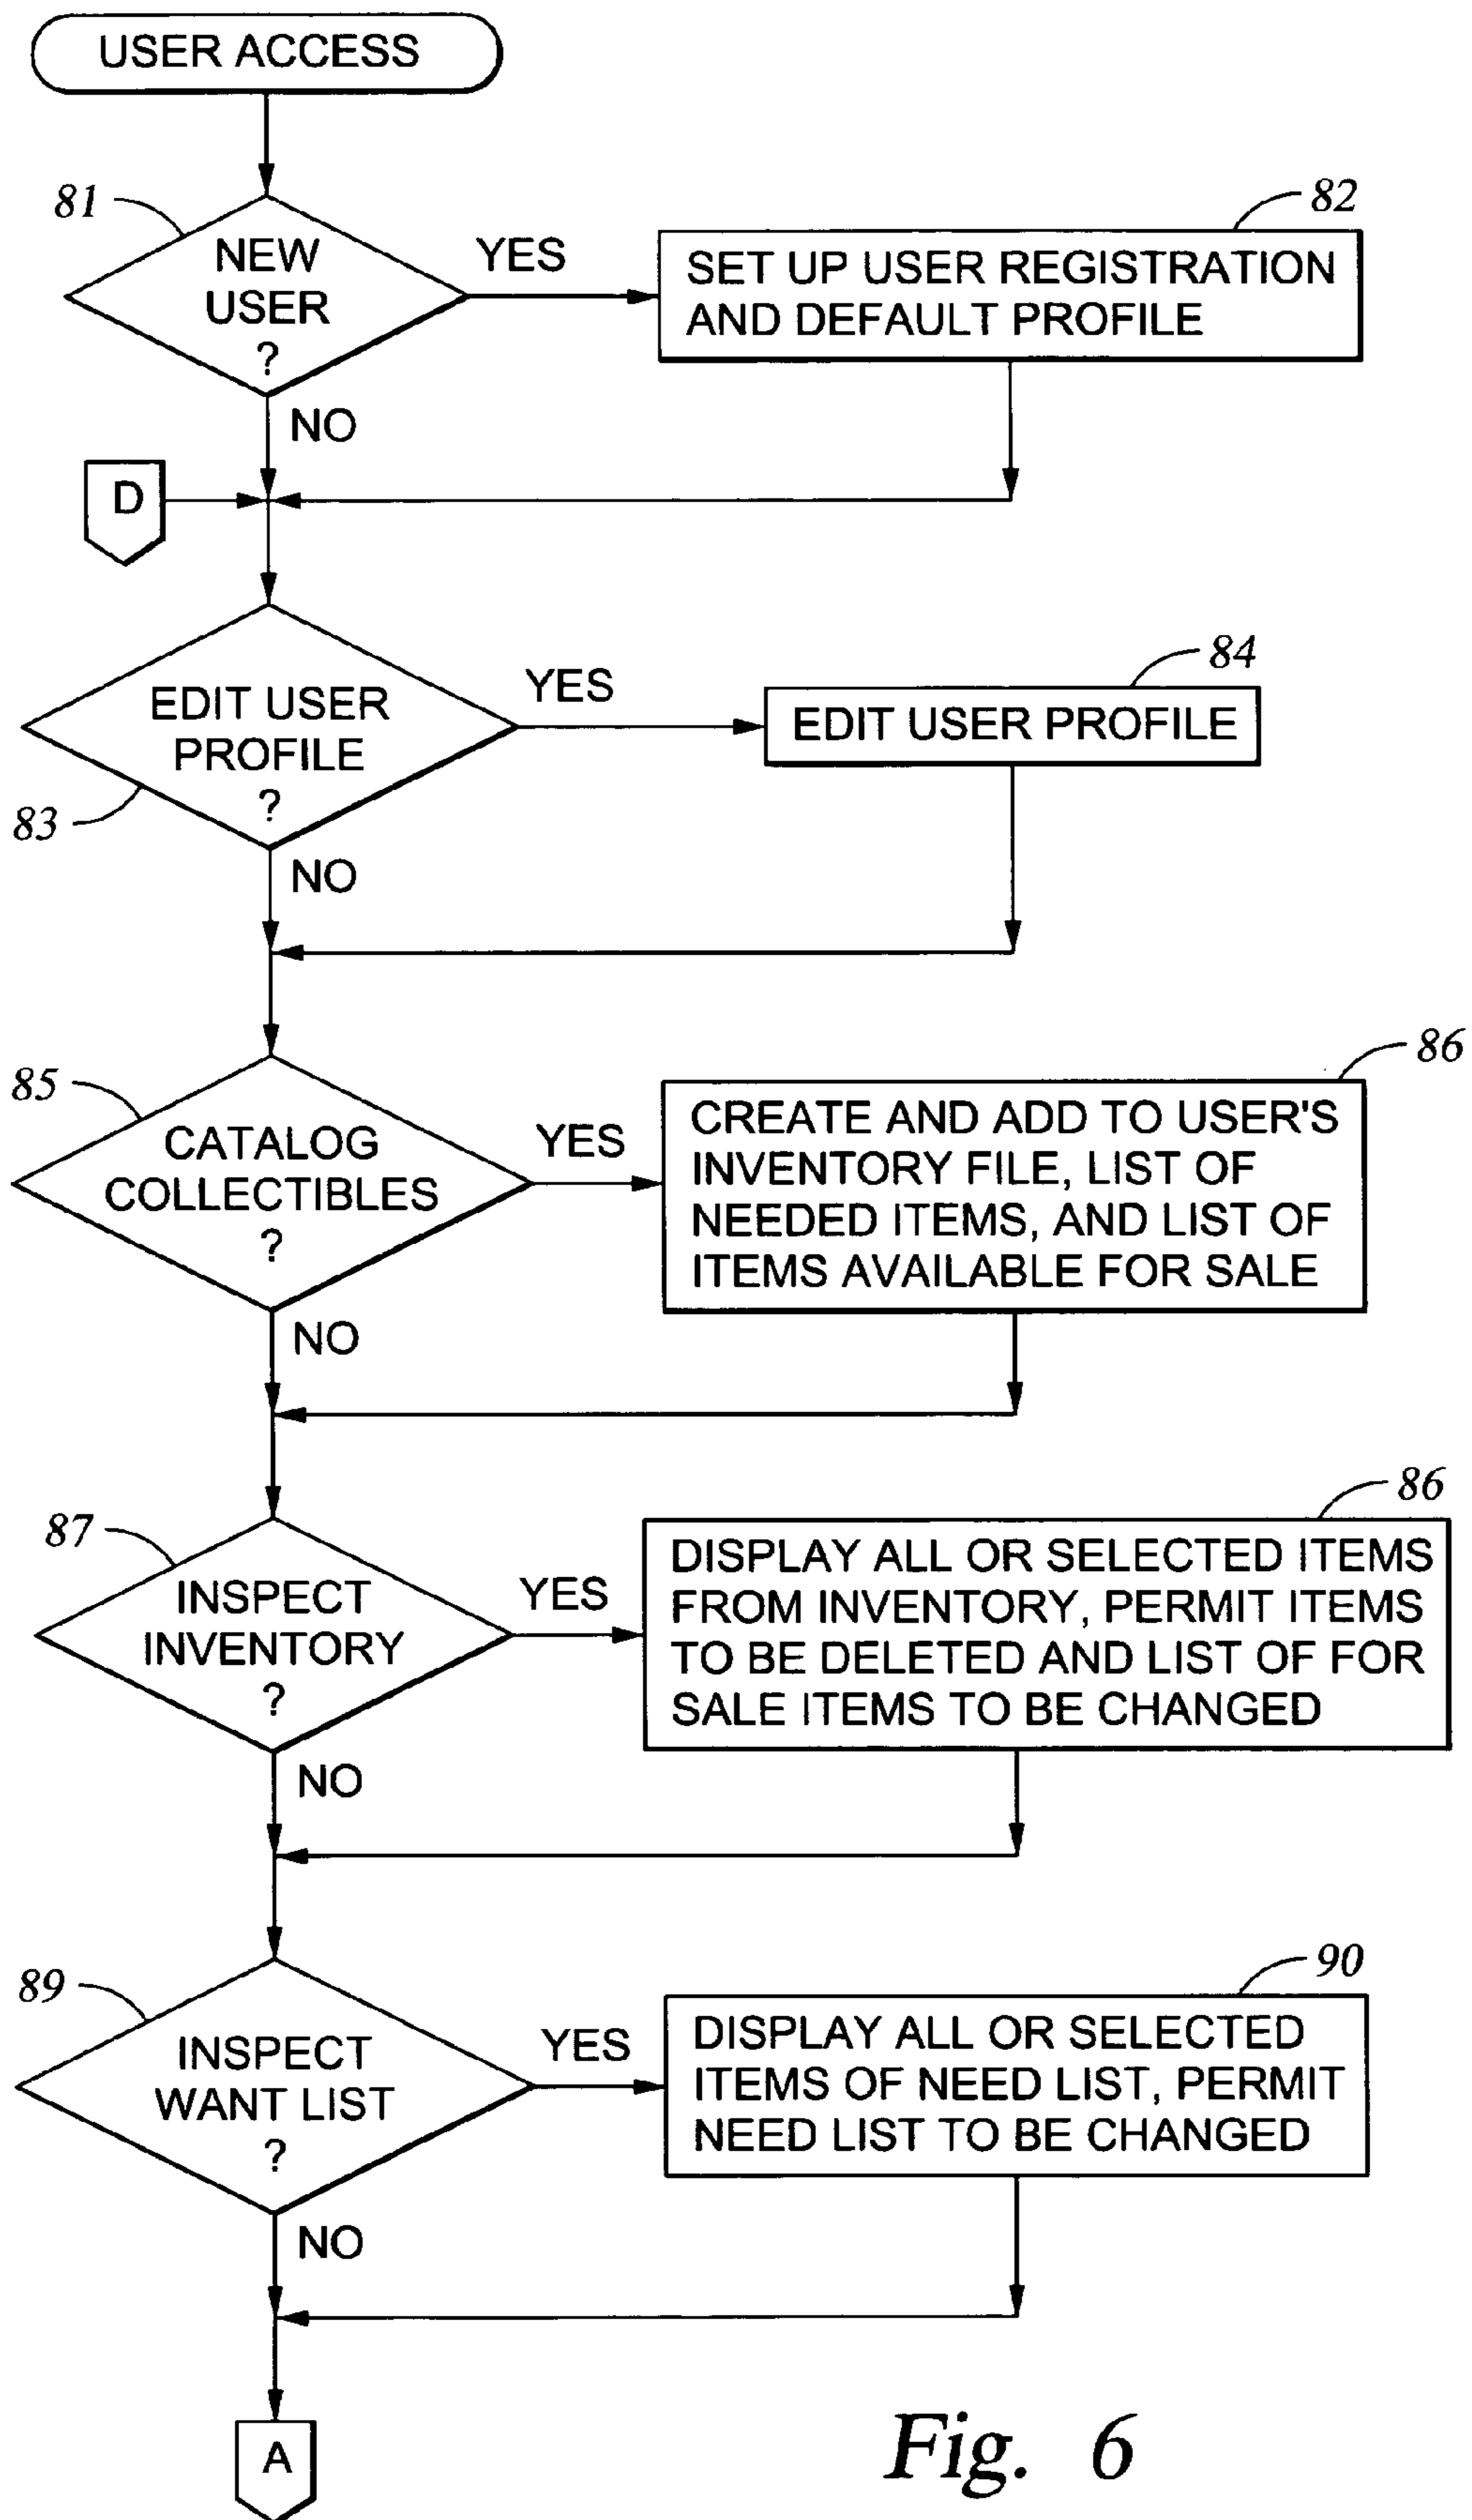 USER ACCESS
81
NEW
USER
?
YES
82
SET UP USER REGISTRATION
AND DEFAULT PROFILE
NO
D
EDIT USER
PROFILE
?
83
YES
84
EDIT USER PROFILE
NO
85
CATALOG
COLLECTIBLES
?
YES
86
CREATE AND ADD TO USER'S
INVENTORY FILE, LIST OF
NEEDED ITEMS, AND LIST OF
ITEMS AVAILABLE FOR SALE
NO
87
INSPECT
INVENTORY
?
YES
86
DISPLAY ALL OR SELECTED ITEMS
FROM INVENTORY, PERMIT ITEMS
TO BE DELETED AND LIST OF FOR
SALE ITEMS TO BE CHANGED
NO
89
INSPECT
WANT LIST
?
YES
90
DISPLAY ALL OR SELECTED
ITEMS OF NEED LIST, PERMIT
NEED LIST TO BE CHANGED
NO
A
Fig. 6